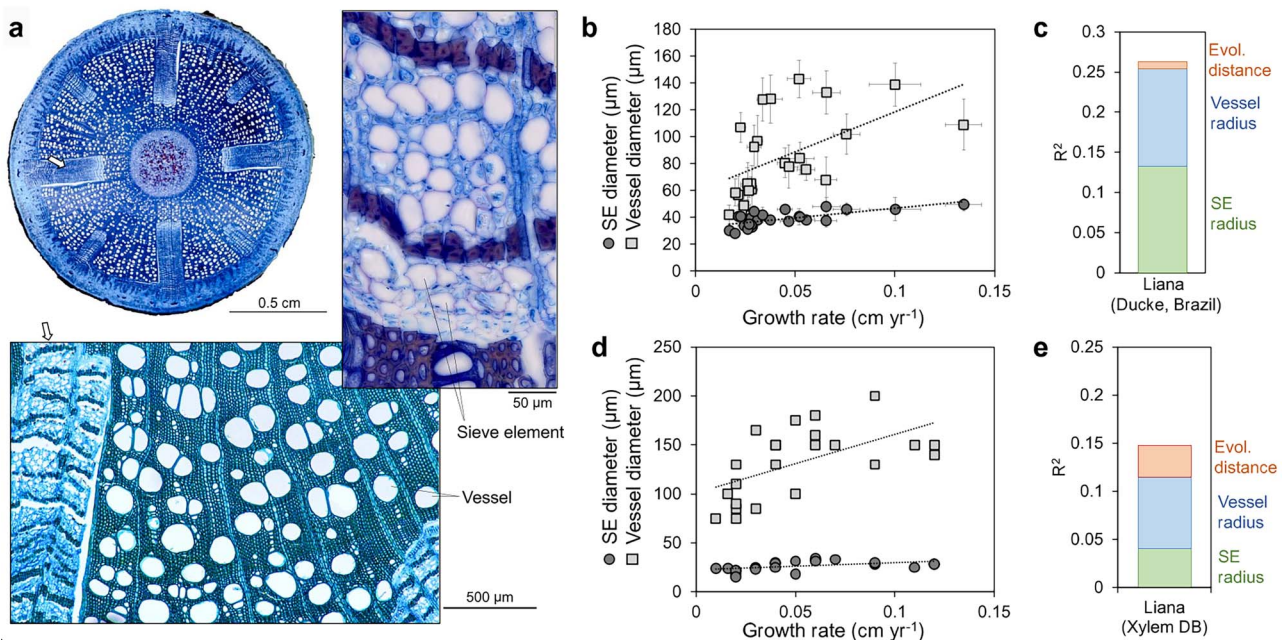 a
0.5 cm
50 µm
Sieve element
Vessel
500 µm
b
SE diameter (µm)
Vessel diameter (µm)
180
160
140
120
100
80
60
40
20
0
0
0.05
0.1
0.15
Growth rate (cm yr-1)
c
R2
0.3
0.25
0.2
0.15
0.1
0.05
0
Evol.
distance
Vessel
radius
SE
radius
Liana
(Ducke, Brazil)
d
SE diameter (µm)
Vessel diameter (µm)
250
200
150
100
50
0
0
0.05
0.1
0.15
Growth rate (cm yr-1)
e
R2
0.25
0.2
0.15
0.1
0.05
0
Evol.
distance
Vessel
radius
SE
radius
Liana
(Xylem DB)